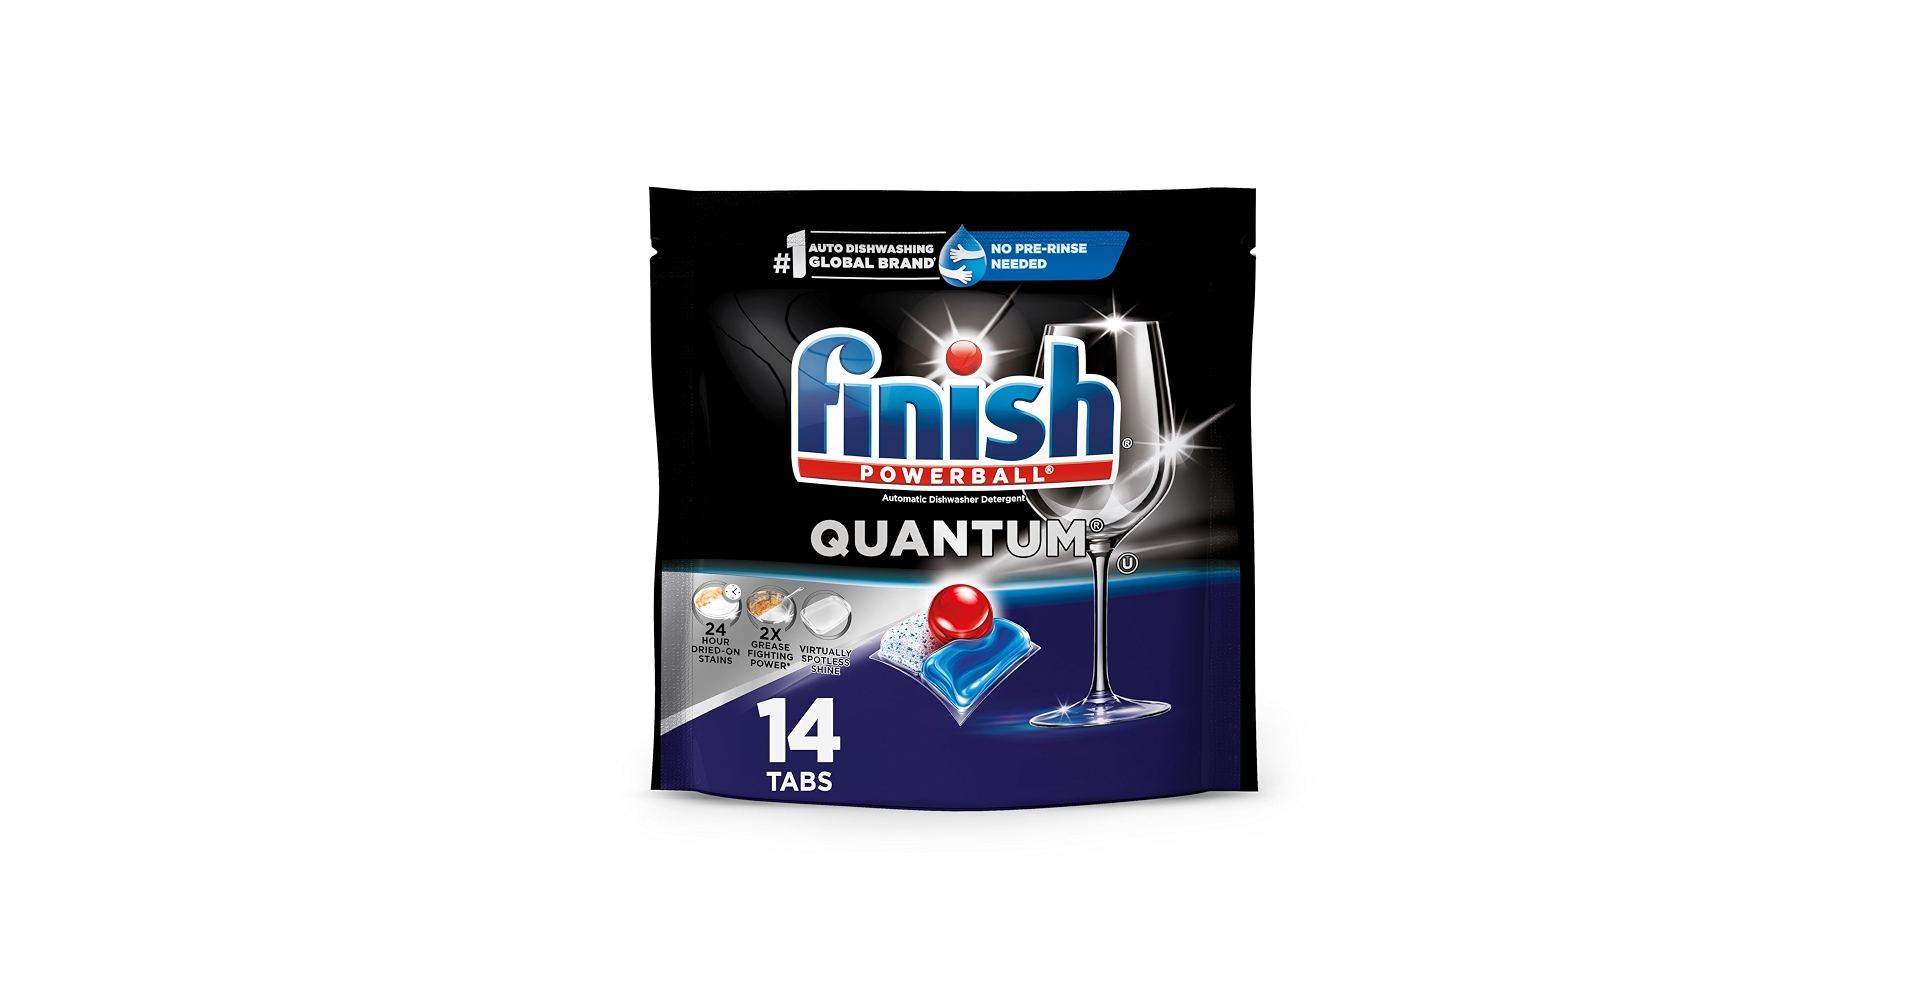 #1 AUTO DISHWASHING
GLOBAL BRAND†
NO PRE-RINSE
NEEDED
finish®
POWERBALL®
Automatic Dishwasher Detergent
QUANTUM®
U
24
HOUR
DRIED-ON
STAINS
2X
GREASE
FIGHTING
POWER*
VIRTUALLY
SPOTLESS
SHINE
14
TABS